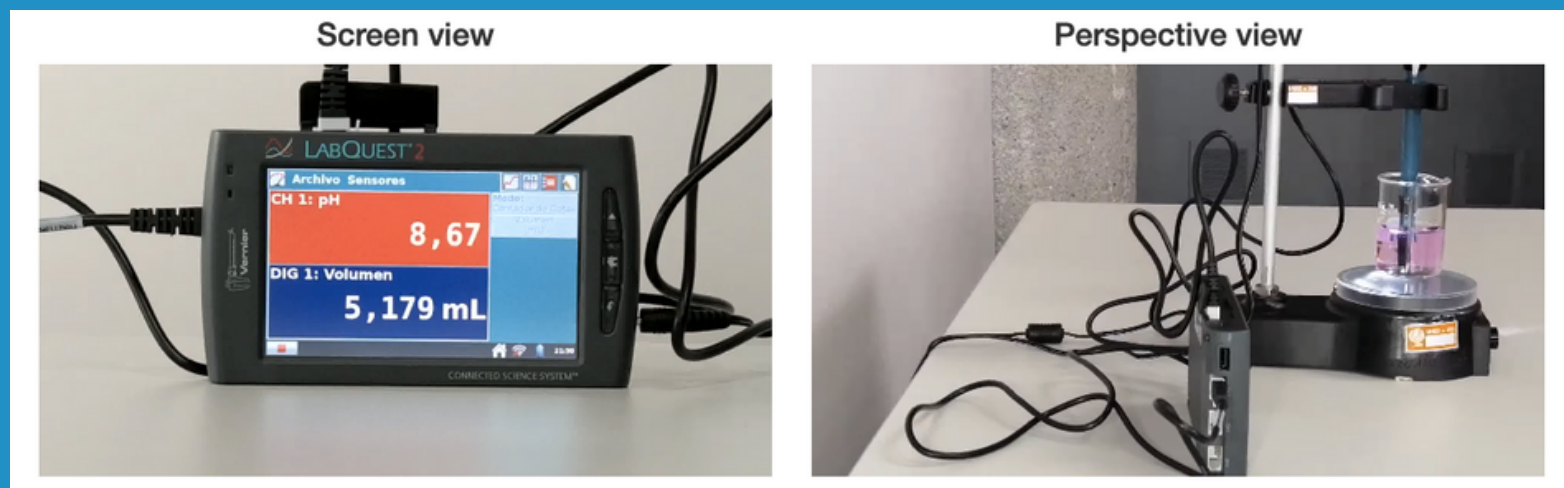 Screen view
Perspective view
LABQUEST 2
Archivo Sensores
CH 1: pH
8,67
DIG 1: Volumen
5,179 mL
Vernier
CONNECTED SCIENCE SYSTEM™